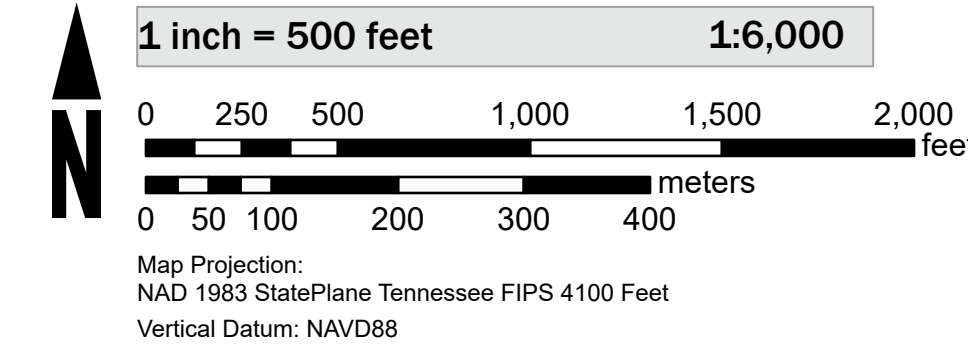 1 inch = 500 feet 1:6,000
0 250 500 1,000 1,500 2,000
feet
meters
0 50 100 200 300 400
N
Map Projection:
NAD 1983 StatePlane Tennessee FIPS 4100 Feet
Vertical Datum: NAVD88